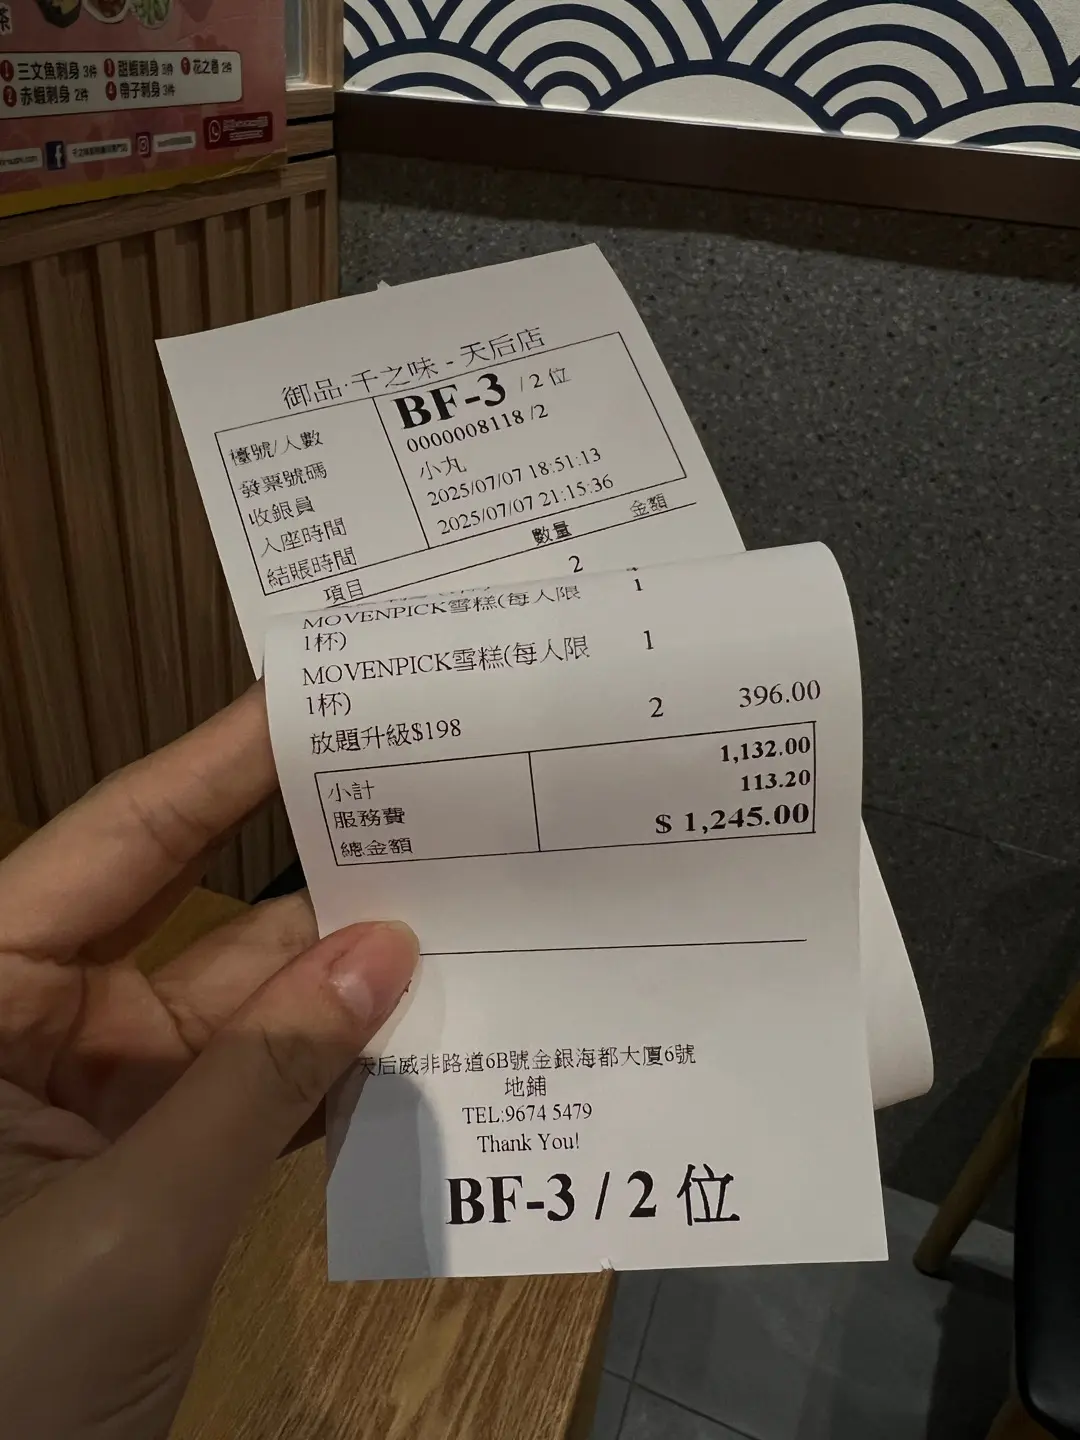 1 三文魚刺身 3件 3 甜蝦刺身 3件 5 花之卷 2件
2 赤蝦刺身 2件 4 帶子刺身 3件
御品·千之味 - 天后店
檯號/人數 BF-3 / 2 位
發票號碼 0000008118 /2
收銀員 小丸
入座時間 2025/07/07 18:51:13
結賬時間 2025/07/07 21:15:36
項目 數量 金額
2
MOVENPICK雪糕(每人限 1
1杯)
MOVENPICK雪糕(每人限 1
1杯)
放題升級$198 2 396.00
小計 1,132.00
服務費 113.20
總金額 $ 1,245.00
天后威非路道6B號金銀海都大廈6號
地鋪
TEL:9674 5479
Thank You!
BF-3 / 2 位